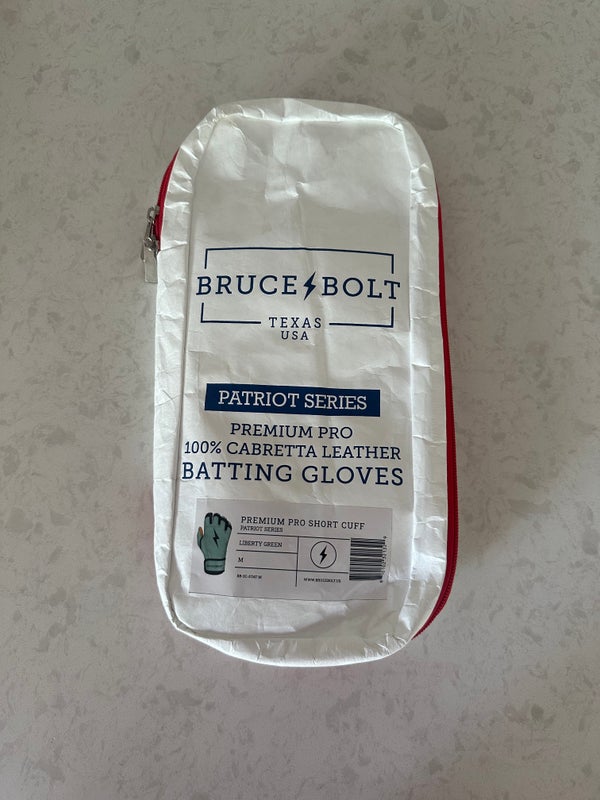 BRUCE BOLT
TEXAS
USA
PATRIOT SERIES
PREMIUM PRO
100% CABRETTA LEATHER
BATTING GLOVES
PREMIUM PRO SHORT CUFF
PATRIOT SERIES
LIBERTY GREEN
M